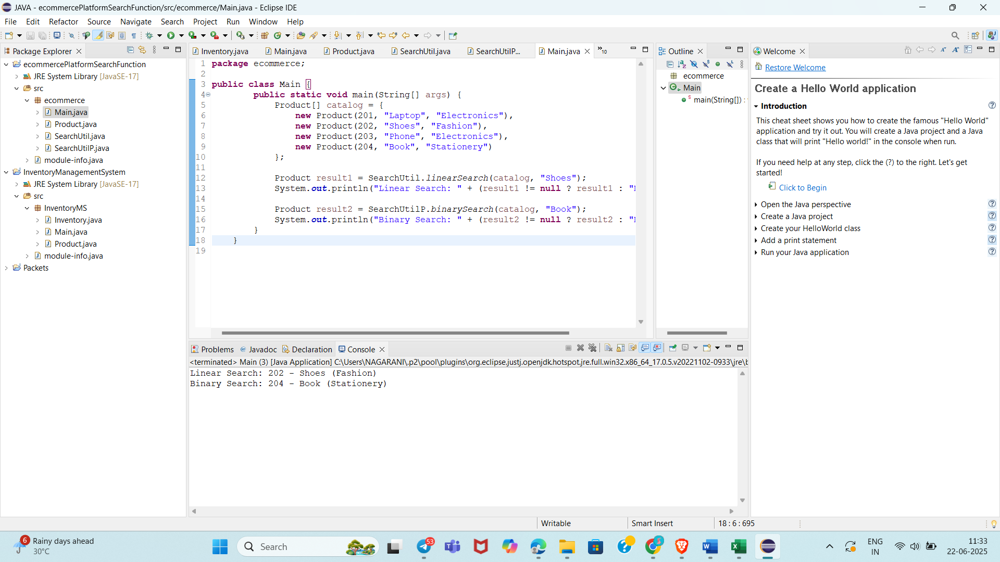 JAVA - ecommercePlatformSearchFunction/src/ecommerce/Main.java - Eclipse IDE
File Edit Refactor Source Navigate Search Project Run Window Help
Package Explorer
ecommercePlatformSearchFunction
JRE System Library [JavaSE-17]
src
ecommerce
Main.java
Product.java
SearchUtil.java
SearchUtilP.java
module-info.java
InventoryManagementSystem
JRE System Library [JavaSE-17]
src
InventoryMS
Inventory.java
Main.java
Product.java
module-info.java
Packets
Inventory.java Main.java Product.java SearchUtil.java SearchUtilP... Main.java »10
1 package ecommerce;
2
3 public class Main {
4 public static void main(String[] args) {
5 Product[] catalog = {
6 new Product(201, "Laptop", "Electronics"),
7 new Product(202, "Shoes", "Fashion"),
8 new Product(203, "Phone", "Electronics"),
9 new Product(204, "Book", "Stationery")
10 };
11
12 Product result1 = SearchUtil.linearSearch(catalog, "Shoes");
13 System.out.println("Linear Search: " + (result1 != null ? result1 : "
14
15 Product result2 = SearchUtilP.binarySearch(catalog, "Book");
16 System.out.println("Binary Search: " + (result2 != null ? result2 : "
17 }
18 }
19
Outline
ecommerce
Main
main(String[]) :
Welcome
Restore Welcome
Create a Hello World application
Introduction
This cheat sheet shows you how to create the famous "Hello World"
application and try it out. You will create a Java project and a Java
class that will print "Hello world!" in the console when run.
If you need help at any step, click the (?) to the right. Let's get
started!
Click to Begin
Open the Java perspective
Create a Java project
Create your HelloWorld class
Add a print statement
Run your Java application
Problems @ Javadoc Declaration Console
<terminated> Main (3) [Java Application] C:\Users\NAGARANI\.p2\pool\plugins\org.eclipse.justj.openjdk.hotspot.jre.full.win32.x86_64_17.0.5.v20221102-0933\jre\b
Linear Search: 202 - Shoes (Fashion)
Binary Search: 204 - Book (Stationery)
Writable Smart Insert 18 : 6 : 695
6 Rainy days ahead
30°C
Search
53
ENG
IN
11:33
22-06-2025